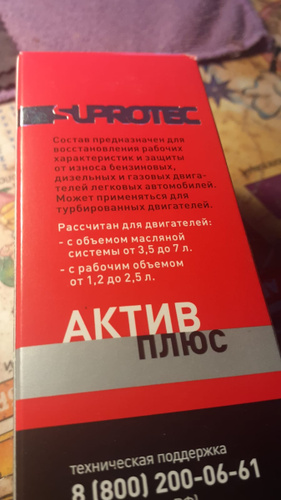 SUPROTEC
Состав предназначен для
восстановления рабочих
характеристик и защиты
от износа бензиновых,
дизельных и газовых двига-
телей легковых автомобилей.
Может применяться для
турбированных двигателей.
Рассчитан для двигателей:
- с объемом масляной
системы от 3,5 до 7 л.
- с рабочим объемом
от 1,2 до 2,5 л.
АКТИВ
ПЛЮС
техническая поддержка
8 (800) 200-06-61